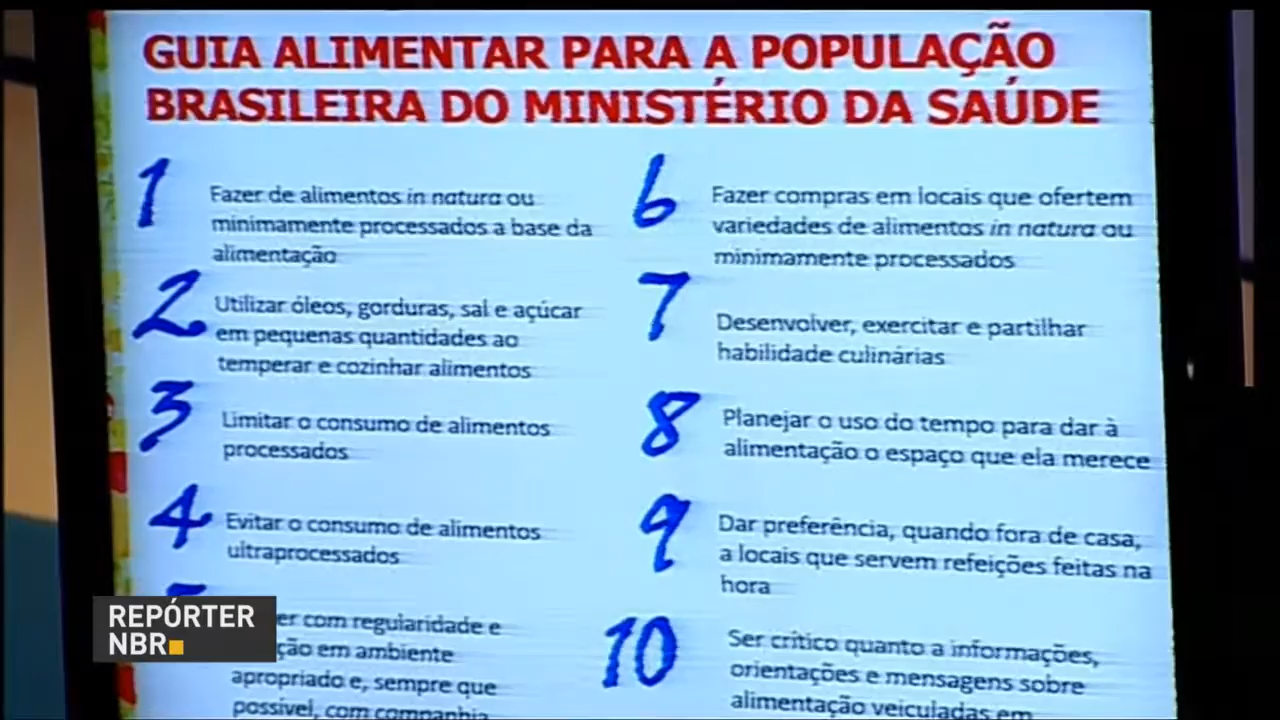 GUIA ALIMENTAR PARA A POPULAÇÃO
BRASILEIRA DO MINISTÉRIO DA SAÚDE
1
Fazer de alimentos in natura ou
minimamente processados a base da
alimentação
2
Utilizar óleos, gorduras, sal e açúcar
em pequenas quantidades ao
temperar e cozinhar alimentos
3
Limitar o consumo de alimentos
processados
4
Evitar o consumo de alimentos
ultraprocessados
er com regularidade e
ção em ambiente
apropriado e, sempre que
possível, com companhia
6
Fazer compras em locais que ofertem
variedades de alimentos in natura ou
minimamente processados
7
Desenvolver, exercitar e partilhar
habilidade culinárias
8
Planejar o uso do tempo para dar à
alimentação o espaço que ela merece
9
Dar preferência, quando fora de casa,
a locais que servem refeições feitas na
hora
10
Ser crítico quanto a informações,
orientações e mensagens sobre
alimentação veiculadas em
REPÓRTER
NBR